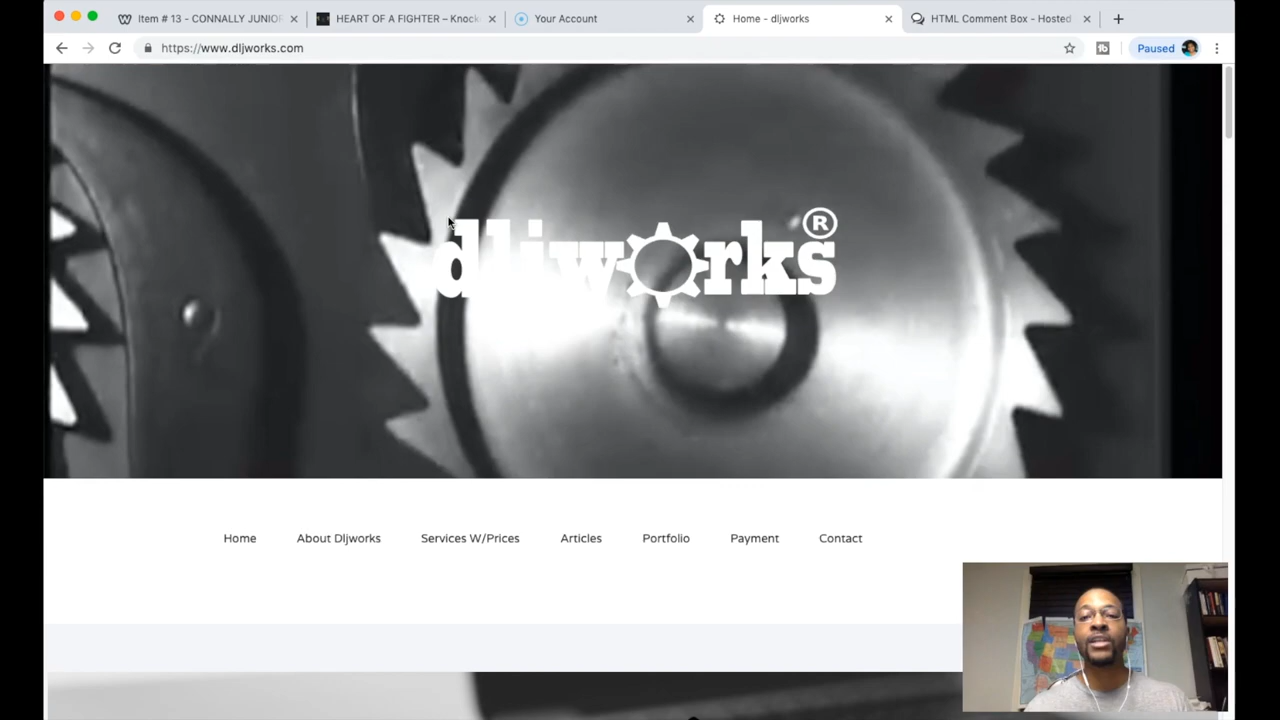 Item # 13 - CONNALLY JUNIOR
HEART OF A FIGHTER – Knock
Your Account
Home - dljworks
HTML Comment Box - Hosted
https://www.dljworks.com
Paused
dljworks®
Home
About Dljworks
Services W/Prices
Articles
Portfolio
Payment
Contact